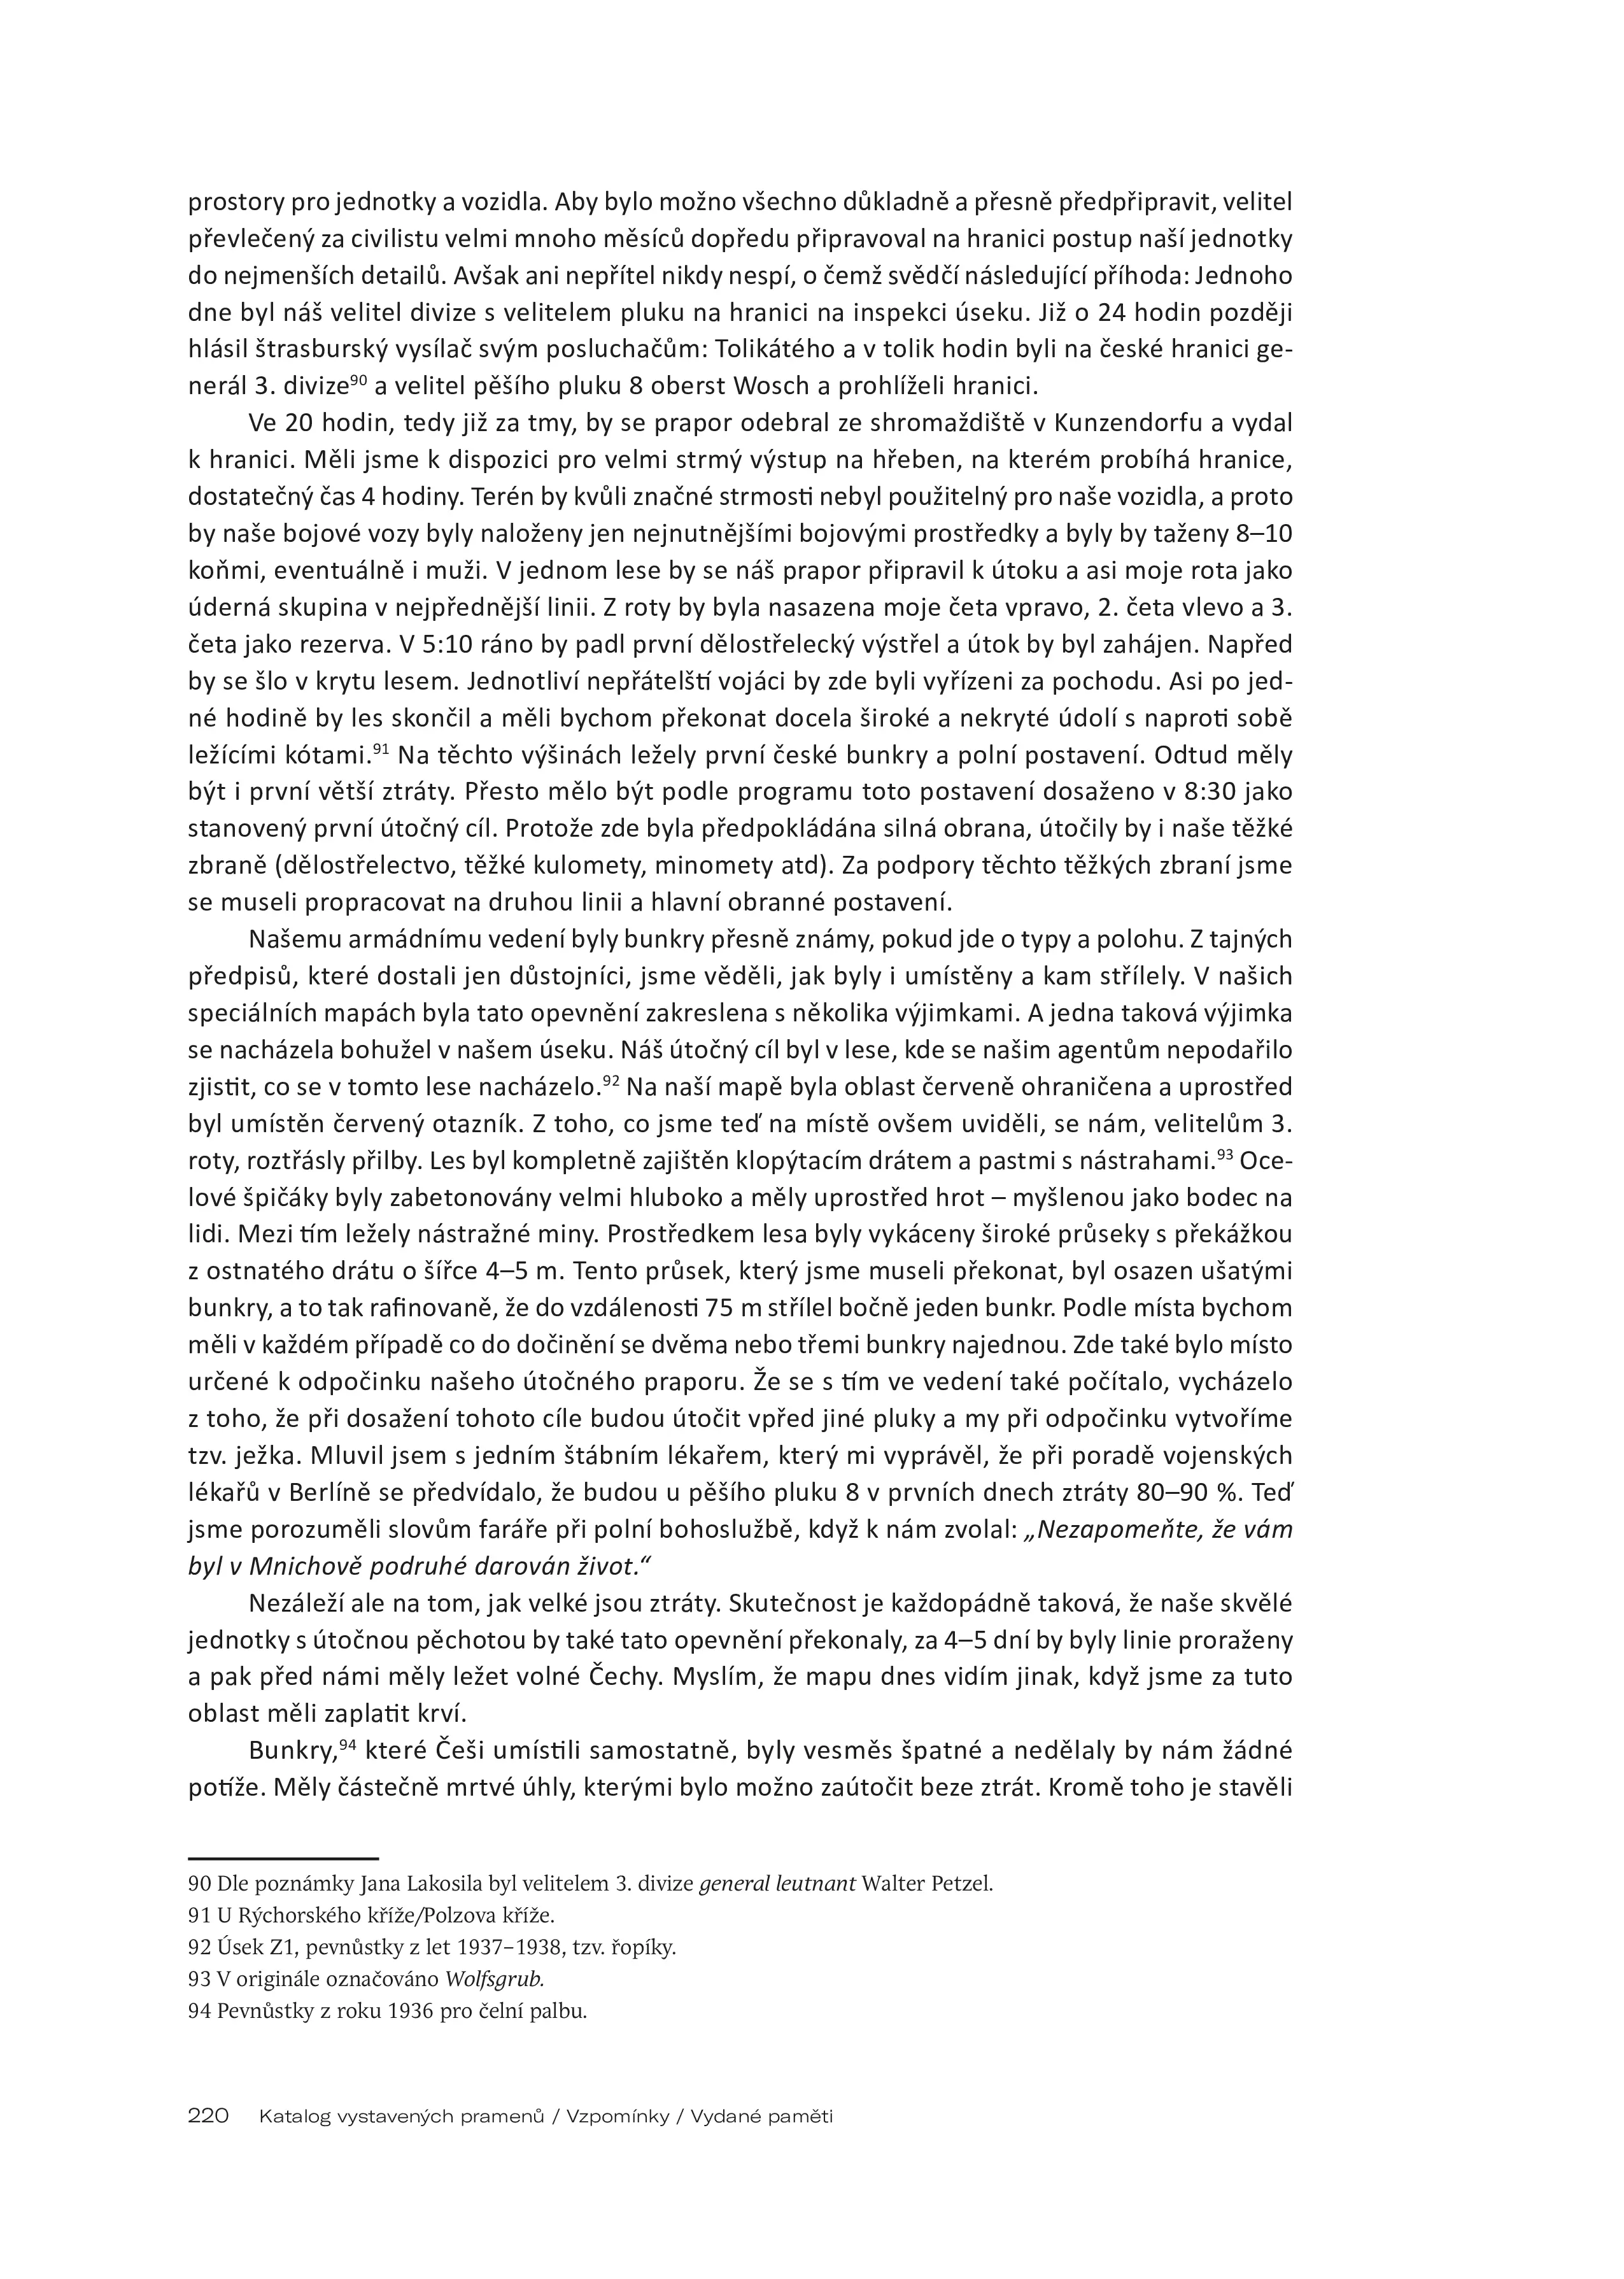 prostory pro jednotky a vozidla. Aby bylo možno všechno důkladně a přesně předpřipravit, velitel
převlečený za civilistu velmi mnoho měsíců dopředu připravoval na hranici postup naší jednotky
do nejmenších detailů. Avšak ani nepřítel nikdy nespí, o čemž svědčí následující příhoda: Jednoho
dne byl náš velitel divize s velitelem pluku na hranici na inspekci úseku. Již o 24 hodin později
hlásil štrasburský vysílač svým posluchačům: Tolikátého a v tolik hodin byli na české hranici ge-
nerál 3. divize⁹⁰ a velitel pěšího pluku 8 oberst Wosch a prohlíželi hranici.
Ve 20 hodin, tedy již za tmy, by se prapor odebral ze shromaždiště v Kunzendorfu a vydal
k hranici. Měli jsme k dispozici pro velmi strmý výstup na hřeben, na kterém probíhá hranice,
dostatečný čas 4 hodiny. Terén by kvůli značné strmosti nebyl použitelný pro naše vozidla, a proto
by naše bojové vozy byly naloženy jen nejnutnějšími bojovými prostředky a byly by taženy 8–10
koňmi, eventuálně i muži. V jednom lese by se náš prapor připravil k útoku a asi moje rota jako
úderná skupina v nejpřednější linii. Z roty by byla nasazena moje četa vpravo, 2. četa vlevo a 3.
četa jako rezerva. V 5:10 ráno by padl první dělostřelecký výstřel a útok by byl zahájen. Napřed
by se šlo v krytu lesem. Jednotliví nepřátelští vojáci by zde byli vyřízeni za pochodu. Asi po jed-
né hodině by les skončil a měli bychom překonat docela široké a nekryté údolí s naproti sobě
ležícími kótami.⁹¹ Na těchto výšinách ležely první české bunkry a polní postavení. Odtud měly
být i první větší ztráty. Přesto mělo být podle programu toto postavení dosaženo v 8:30 jako
stanovený první útočný cíl. Protože zde byla předpokládána silná obrana, útočily by i naše těžké
zbraně (dělostřelectvo, těžké kulomety, minomety atd). Za podpory těchto těžkých zbraní jsme
se museli propracovat na druhou linii a hlavní obranné postavení.
Našemu armádnímu vedení byly bunkry přesně známy, pokud jde o typy a polohu. Z tajných
předpisů, které dostali jen důstojníci, jsme věděli, jak byly i umístěny a kam střílely. V našich
speciálních mapách byla tato opevnění zakreslena s několika výjimkami. A jedna taková výjimka
se nacházela bohužel v našem úseku. Náš útočný cíl byl v lese, kde se našim agentům nepodařilo
zjistit, co se v tomto lese nacházelo.⁹² Na naší mapě byla oblast červeně ohraničena a uprostřed
byl umístěn červený otazník. Z toho, co jsme teď na místě ovšem uviděli, se nám, velitelům 3.
roty, roztřásly přilby. Les byl kompletně zajištěn klopýtacím drátem a pastmi s nástrahami.⁹³ Oce-
lové špičáky byly zabetonovány velmi hluboko a měly uprostřed hrot – myšlenou jako bodec na
lidi. Mezi tím ležely nástražné miny. Prostředkem lesa byly vykáceny široké průseky s překážkou
z ostnatého drátu o šířce 4–5 m. Tento průsek, který jsme museli překonat, byl osazen ušatými
bunkry, a to tak rafinovaně, že do vzdálenosti 75 m střílel bočně jeden bunkr. Podle místa bychom
měli v každém případě co do dočinění se dvěma nebo třemi bunkry najednou. Zde také bylo místo
určené k odpočinku našeho útočného praporu. Že se s tím ve vedení také počítalo, vycházelo
z toho, že při dosažení tohoto cíle budou útočit vpřed jiné pluky a my při odpočinku vytvoříme
tzv. ježka. Mluvil jsem s jedním štábním lékařem, který mi vyprávěl, že při poradě vojenských
lékařů v Berlíně se předvídalo, že budou u pěšího pluku 8 v prvních dnech ztráty 80–90 %. Teď
jsme porozuměli slovům faráře při polní bohoslužbě, když k nám zvolal: „Nezapomeňte, že vám
byl v Mnichově podruhé darován život.“
Nezáleží ale na tom, jak velké jsou ztráty. Skutečnost je každopádně taková, že naše skvělé
jednotky s útočnou pěchotou by také tato opevnění překonaly, za 4–5 dní by byly linie proraženy
a pak před námi měly ležet volné Čechy. Myslím, že mapu dnes vidím jinak, když jsme za tuto
oblast měli zaplatit krví.
Bunkry,⁹⁴ které Češi umístili samostatně, byly vesměs špatné a nedělaly by nám žádné
potíže. Měly částečně mrtvé úhly, kterými bylo možno zaútočit beze ztrát. Kromě toho je stavěli
90 Dle poznámky Jana Lakosila byl velitelem 3. divize general leutnant Walter Petzel.
91 U Rýchorského kříže/Polzova kříže.
92 Úsek Z1, pevnůstky z let 1937–1938, tzv. řopíky.
93 V originále označováno Wolfsgrub.
94 Pevnůstky z roku 1936 pro čelní palbu.
220 Katalog vystavených pramenů / Vzpomínky / Vydané paměti